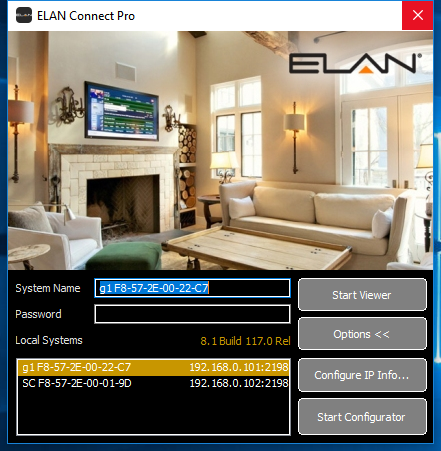 ELAN Connect Pro
ELAN®
System Name g1 F8-57-2E-00-22-C7
Start Viewer
Password
Options <<
Local Systems 8.1 Build 117.0 Rel
g1 F8-57-2E-00-22-C7 192.168.0.101:2198
Configure IP Info...
SC F8-57-2E-00-01-9D 192.168.0.102:2198
Start Configurator